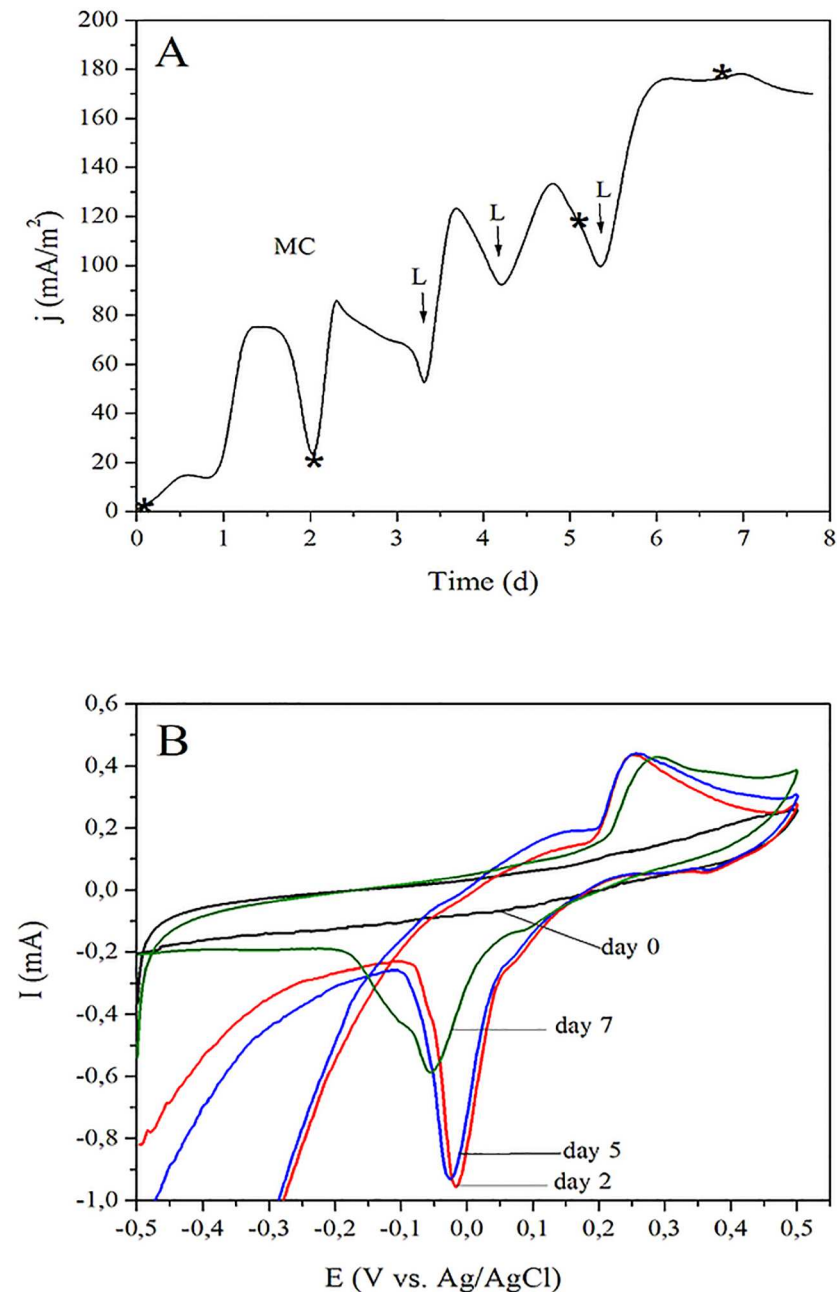 A
200
180
160
140
120
100
80
60
40
20
0
j (mA/m²)
MC
L
L
L
*
*
*
*
0 1 2 3 4 5 6 7 8
Time (d)
B
0,6
0,4
0,2
0,0
-0,2
-0,4
-0,6
-0,8
-1,0
I (mA)
day 0
day 7
day 5
day 2
-0,5 -0,4 -0,3 -0,2 -0,1 0,0 0,1 0,2 0,3 0,4 0,5
E (V vs. Ag/AgCl)